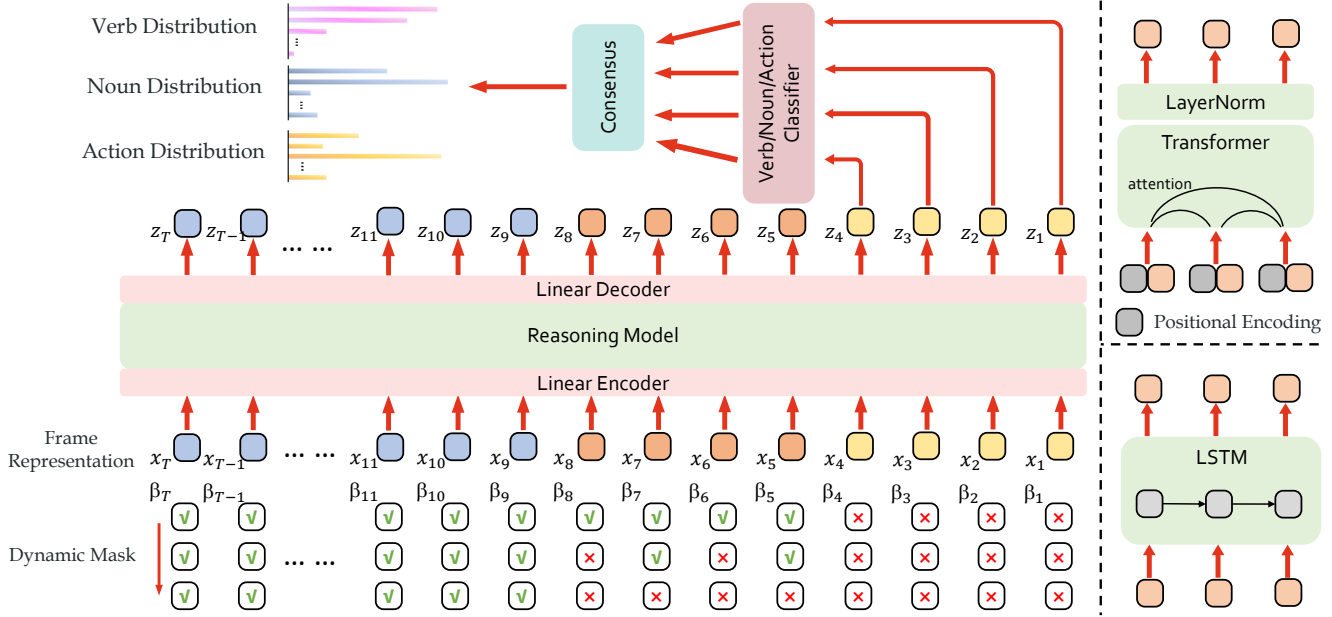 Verb Distribution
Noun Distribution
Action Distribution
...
...
...
Consensus
Verb/Noun/Action
Classifier
z_T z_{T-1} ... ... z_11 z_10 z_9 z_8 z_7 z_6 z_5 z_4 z_3 z_2 z_1
Linear Decoder
Reasoning Model
Linear Encoder
Frame
Representation
... ...
x_T x_{T-1} x_11 x_10 x_9 x_8 x_7 x_6 x_5 x_4 x_3 x_2 x_1
β_T β_{T-1} β_11 β_10 β_9 β_8 β_7 β_6 β_5 β_4 β_3 β_2 β_1
√ √ √ √ √ √ √ √ √ × × × ×
Dynamic Mask
√ √ ... ... √ √ √ × √ × √ × × × ×
√ √ √ √ √ × × × × × × × ×
LayerNorm
Transformer
attention
Positional Encoding
LSTM